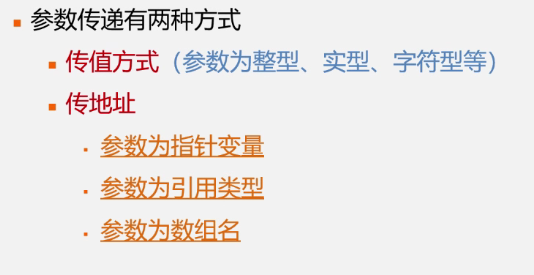 参数传递有两种方式
传值方式（参数为整型、实型、字符型等）
传地址
参数为指针变量
参数为引用类型
参数为数组名